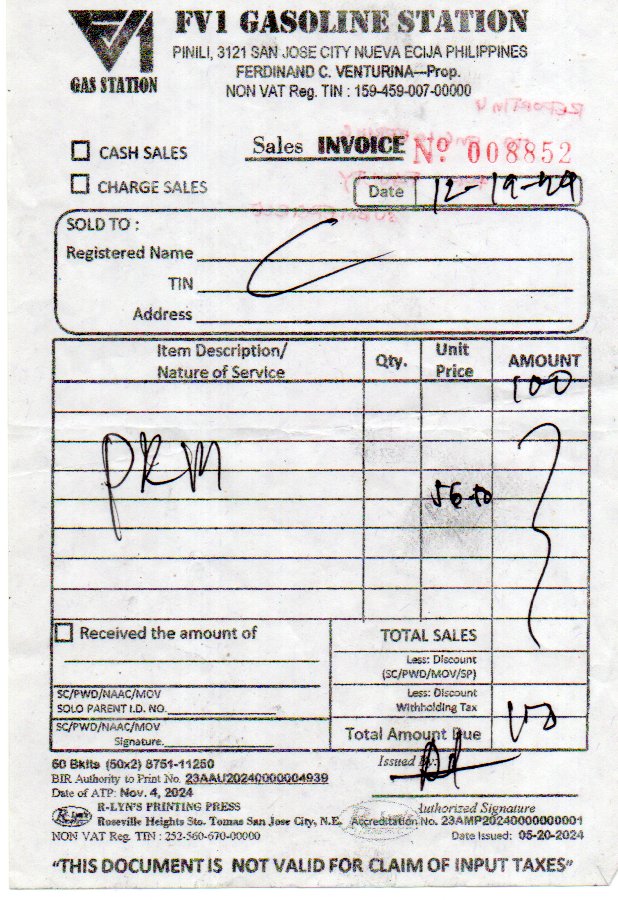 FV1 GASOLINE STATION
PINILI, 3121 SAN JOSE CITY NUEVA ECIJA PHILIPPINES
FERDINAND C. VENTURINA—Prop.
NON VAT Reg. TIN : 159-459-007-00000
GAS STATION
CASH SALES
Sales INVOICE Nº 008852
CHARGE SALES
Date 12-19-24
SOLD TO :
Registered Name
TIN
Address
Item Description/ Nature of Service Qty. Unit Price AMOUNT
100
PRM
56.50
Received the amount of
TOTAL SALES
Less: Discount
(SC/PWD/MOV/SP)
SC/PWD/NAAC/MOV
SOLO PARENT I.D. NO.
Less: Discount
Withholding Tax
SC/PWD/NAAC/MOV
Signature.
Total Amount Due 100
60 Bklts (50x2) 8751-11250
Issued By:
BIR Authority to Print No. 23AAU20240000004939
Date of ATP: Nov. 4, 2024
R-LYN'S PRINTING PRESS
Authorized Signature
Roseville Heights Sto. Tomas San Jose City, N.E.
Accreditation No. 23AMP20240000000001
NON VAT Reg. TIN : 252-560-670-00000
Date Issued: 05-20-2024
"THIS DOCUMENT IS NOT VALID FOR CLAIM OF INPUT TAXES"